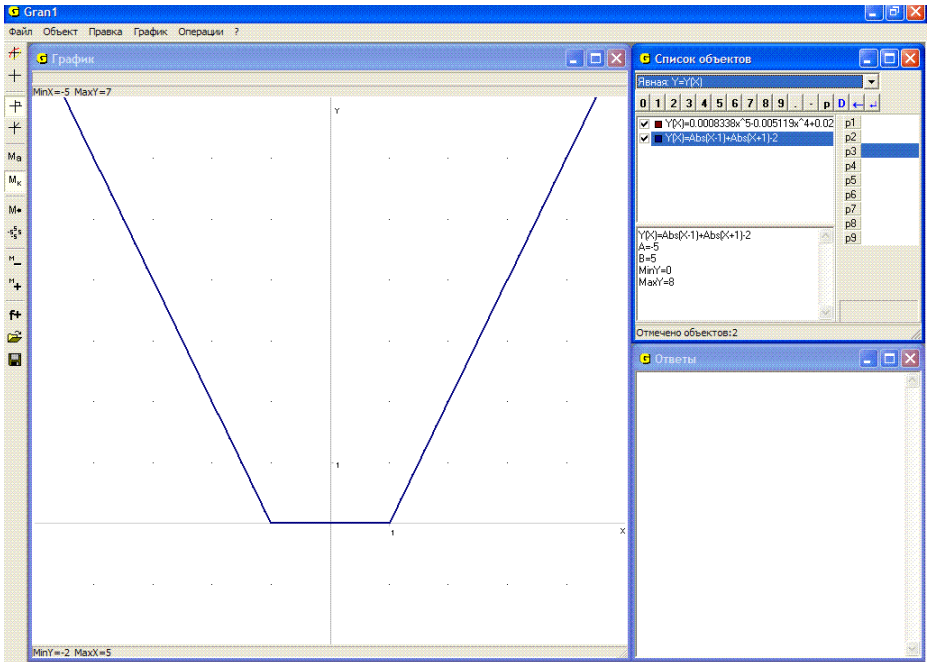 Gran1
Файл Объект Правка График Операции ?
График
MinX=-5 MaxY=7
Y
1
1
X
MinY=-2 MaxX=5
Список объектов
Явная: Y=Y(X)
0 1 2 3 4 5 6 7 8 9 . - p D ← ↲
Y(X)=0.0008338x^5-0.005119x^4+0.02
Y(X)=Abs(X-1)+Abs(X+1)-2
p1
p2
p3
p4
p5
p6
p7
p8
p9
Y(X)=Abs(X-1)+Abs(X+1)-2
A=-5
B=5
MinY=0
MaxY=8
Отмечено объектов:2
Ответы